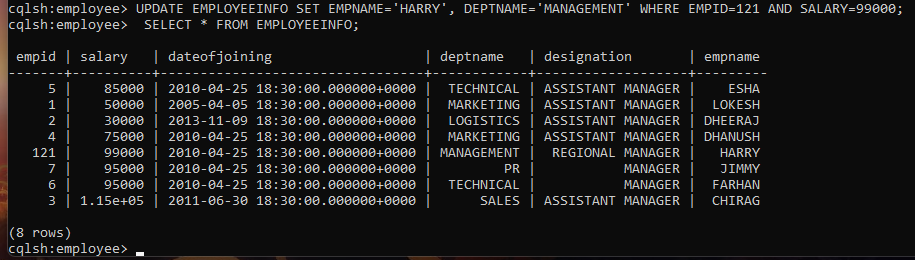 cqlsh:employee> UPDATE EMPLOYEEINFO SET EMPNAME='HARRY', DEPTNAME='MANAGEMENT' WHERE EMPID=121 AND SALARY=99000;
cqlsh:employee>  SELECT * FROM EMPLOYEEINFO;
 empid | salary   | dateofjoining                   | deptname   | designation       | empname
-------+----------+---------------------------------+------------+-------------------+---------
     5 |    85000 | 2010-04-25 18:30:00.000000+0000 |  TECHNICAL | ASSISTANT MANAGER |    ESHA
     1 |    50000 | 2005-04-05 18:30:00.000000+0000 |  MARKETING | ASSISTANT MANAGER |  LOKESH
     2 |    30000 | 2013-11-09 18:30:00.000000+0000 |  LOGISTICS | ASSISTANT MANAGER | DHEERAJ
     4 |    75000 | 2010-04-25 18:30:00.000000+0000 |  MARKETING | ASSISTANT MANAGER | DHANUSH
   121 |    99000 | 2010-04-25 18:30:00.000000+0000 | MANAGEMENT |  REGIONAL MANAGER |   HARRY
     7 |    95000 | 2010-04-25 18:30:00.000000+0000 |         PR |           MANAGER |   JIMMY
     6 |    95000 | 2010-04-25 18:30:00.000000+0000 |  TECHNICAL |           MANAGER |  FARHAN
     3 | 1.15e+05 | 2011-06-30 18:30:00.000000+0000 |      SALES | ASSISTANT MANAGER |  CHIRAG
(8 rows)
cqlsh:employee>